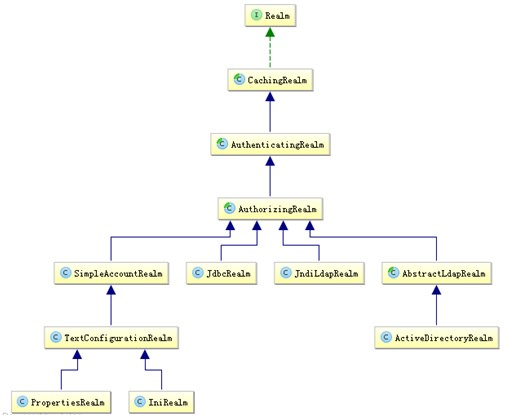 I Realm
C CachingRealm
C AuthenticatingRealm
C AuthorizingRealm
C SimpleAccountRealm C JdbcRealm C JndiLdapRealm C AbstractLdapRealm
C TextConfigurationRealm C ActiveDirectoryRealm
C PropertiesRealm C IniRealm